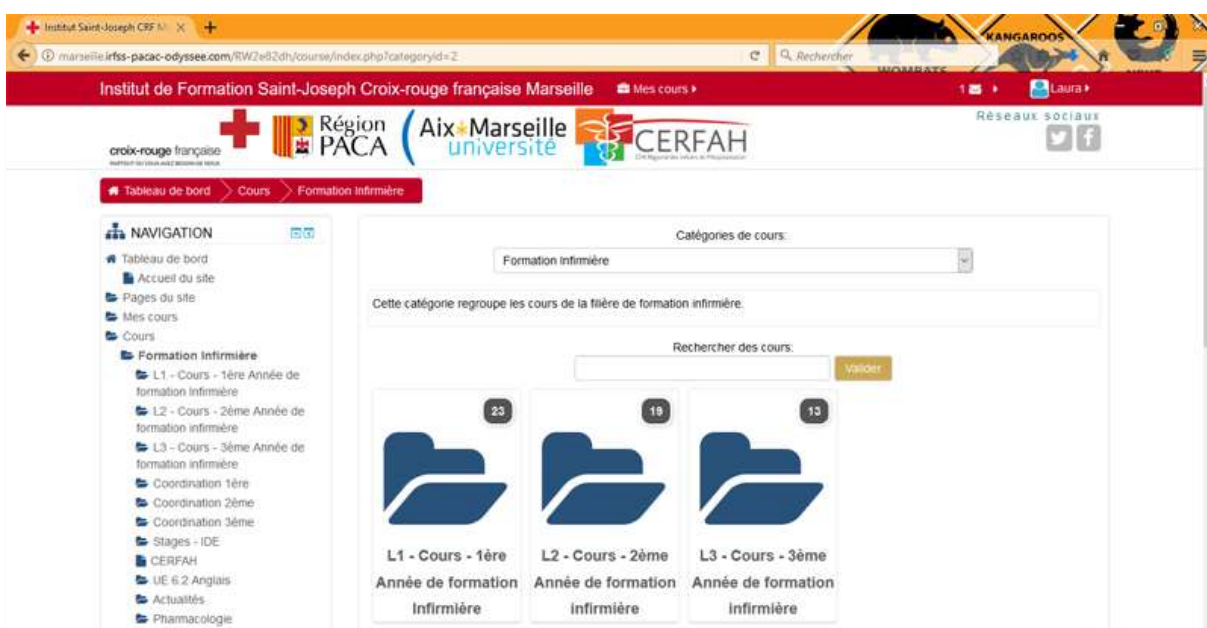 Institut Saint-Joseph CRF M
marseille.irfss-pacac-odyssee.com/RW2e82dh/course/index.php?categoryid=2
Rechercher
KANGAROOS
WOMBATS
Institut de Formation Saint-Joseph Croix-rouge française Marseille
Mes cours
1
Laura
croix-rouge française
Région
PACA
Aix Marseille
université
CERFAH
Réseaux sociaux
Tableau de bord
Cours
Formation Infirmière
NAVIGATION
Tableau de bord
Accueil du site
Pages du site
Mes cours
Cours
Formation Infirmière
L1 - Cours - 1ère Année de
formation Infirmière
L2 - Cours - 2ème Année de
formation infirmière
L3 - Cours - 3ème Année de
formation infirmière
Coordination 1ère
Coordination 2ème
Coordination 3ème
Stages - IDE
CERFAH
UE 6.2 Anglais
Actualités
Pharmacologie
Catégories de cours:
Formation Infirmière
Cette catégorie regroupe les cours de la filière de formation infirmière.
Rechercher des cours:
Valider
23
L1 - Cours - 1ère
Année de formation
Infirmière
19
L2 - Cours - 2ème
Année de formation
infirmière
13
L3 - Cours - 3ème
Année de formation
infirmière